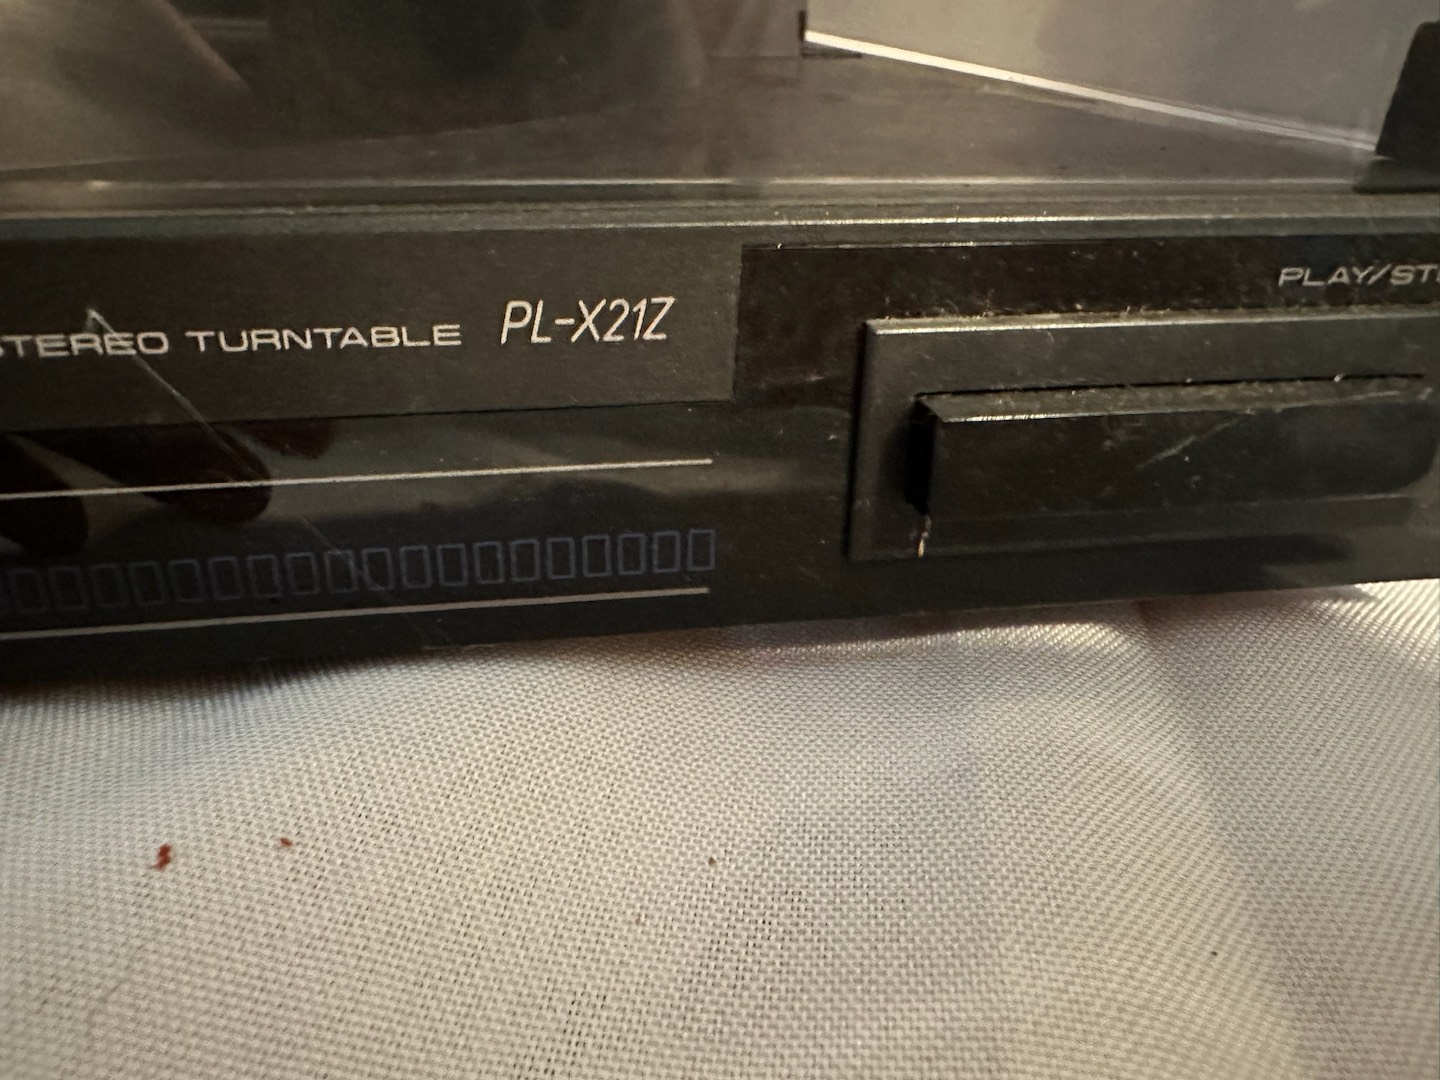 STEREO TURNTABLE PL-X21Z
PLAY/ST